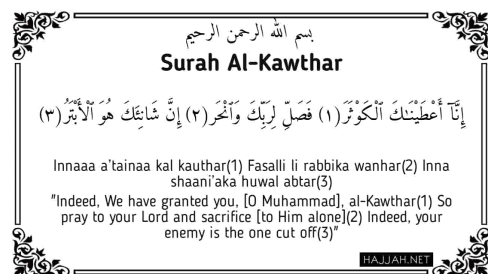 بسم الله الرحمن الرحيم
Surah Al-Kawthar
إِنَّآ أَعْطَيْنَـٰكَ ٱلْكَوْثَرَ(١) فَصَلِّ لِرَبِّكَ وَٱنْحَر(٢) إِنَّ شَانِئَكَ هُوَ ٱلْأَبْتَرُ(٣)
Innaaa a'tainaa kal kauthar(1) Fasalli li rabbika wanhar(2) Inna
shaani'aka huwal abtar(3)
"Indeed, We have granted you, [O Muhammad], al-Kawthar(1) So
pray to your Lord and sacrifice [to Him alone](2) Indeed, your
enemy is the one cut off(3)"
HAJJAH.NET